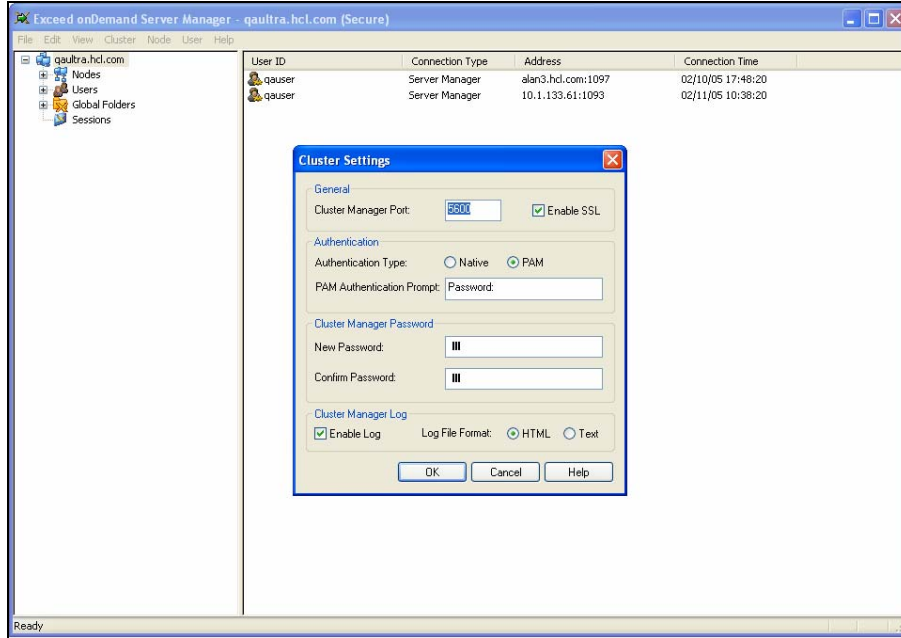 Exceed onDemand Server Manager - qaultra.hcl.com (Secure)
File Edit View Cluster Node User Help
qaultra.hcl.com
Nodes
Users
Global Folders
Sessions
User ID Connection Type Address Connection Time
qauser Server Manager alan3.hcl.com:1097 02/10/05 17:48:20
qauser Server Manager 10.1.133.61:1093 02/11/05 10:38:20
Cluster Settings
General
Cluster Manager Port: 5600 Enable SSL
Authentication
Authentication Type: Native PAM
PAM Authentication Prompt: Password:
Cluster Manager Password
New Password:
Confirm Password:
Cluster Manager Log
Enable Log Log File Format: HTML Text
OK Cancel Help
Ready